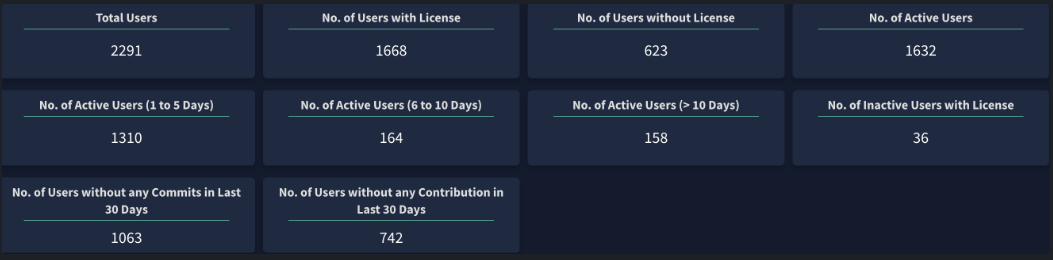 Total Users
2291
No. of Users with License
1668
No. of Users without License
623
No. of Active Users
1632
No. of Active Users (1 to 5 Days)
1310
No. of Active Users (6 to 10 Days)
164
No. of Active Users (> 10 Days)
158
No. of Inactive Users with License
36
No. of Users without any Commits in Last
30 Days
1063
No. of Users without any Contribution in
Last 30 Days
742